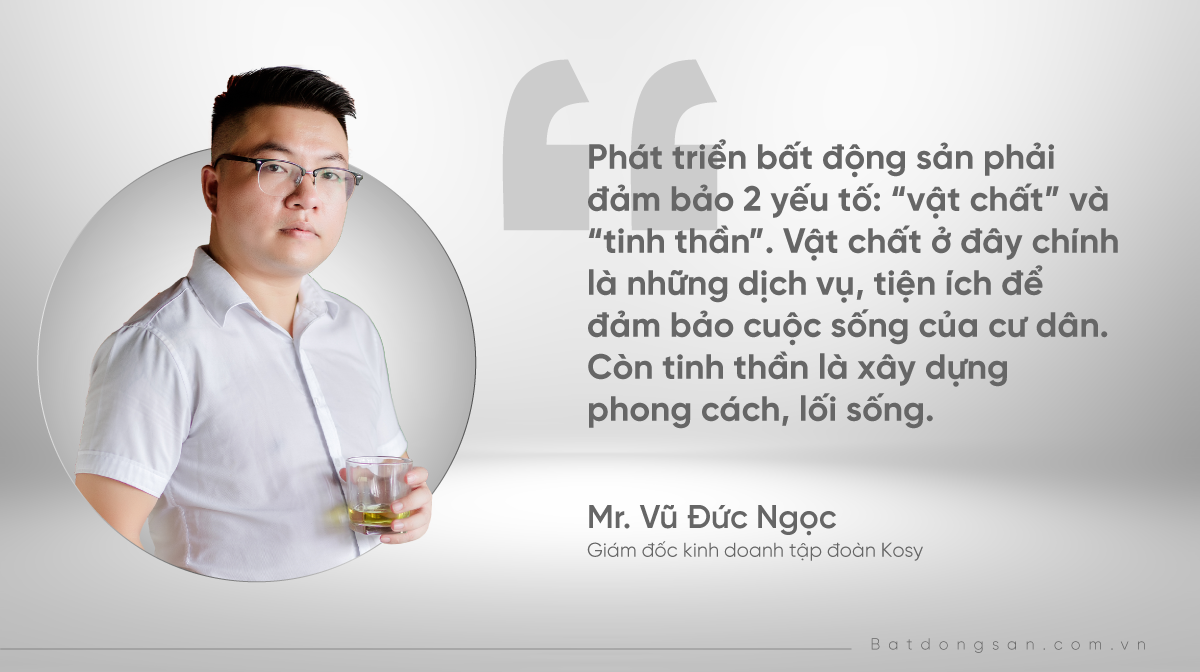 Phát triển bất động sản phải
đảm bảo 2 yếu tố: “vật chất” và
“tinh thần”. Vật chất ở đây chính
là những dịch vụ, tiện ích để
đảm bảo cuộc sống của cư dân.
Còn tinh thần là xây dựng
phong cách, lối sống.
Mr. Vũ Đức Ngọc
Giám đốc kinh doanh tập đoàn Kosy
Batdongsan.com.vn